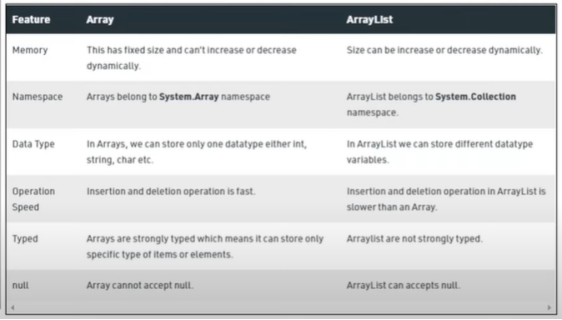 Feature Array ArrayList
Memory This has fixed size and can't increase or decrease Size can be increase or decrease dynamically.
dynamically.
Namespace Arrays belong to System.Array namespace ArrayList belongs to System.Collection
namespace.
Data Type In Arrays, we can store only one datatype either int, In ArrayList we can store different datatype
string, char etc. variables.
Operation Insertion and deletion operation is fast. Insertion and deletion operation in ArrayList is
Speed slower than an Array.
Typed Arrays are strongly typed which means it can store only Arraylist are not strongly typed.
specific type of items or elements.
null Array cannot accept null. ArrayList can accepts null.